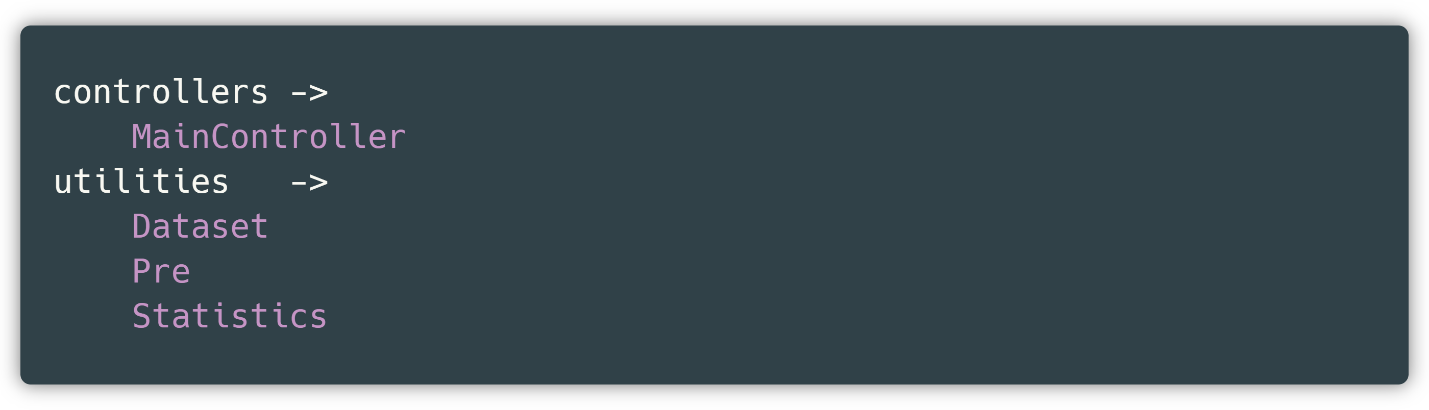 controllers ->
    MainController
utilities   ->
    Dataset
    Pre
    Statistics